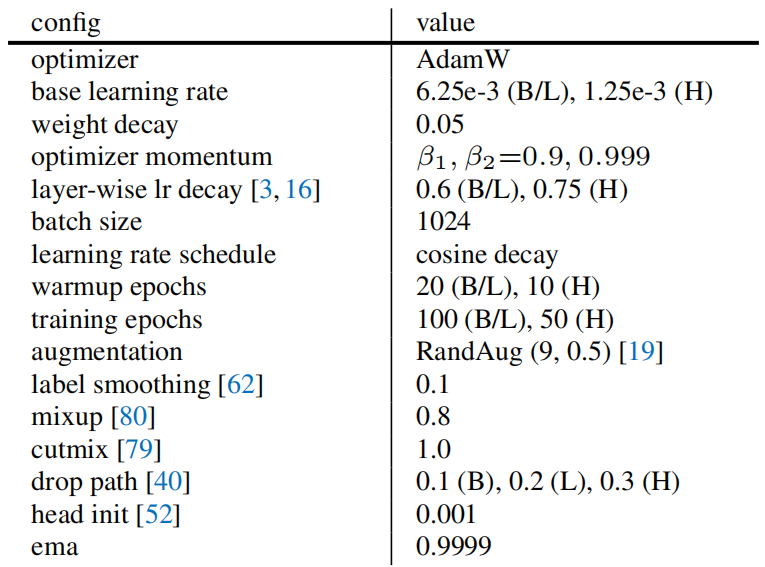 config value
optimizer AdamW
base learning rate 6.25e-3 (B/L), 1.25e-3 (H)
weight decay 0.05
optimizer momentum β₁, β₂=0.9, 0.999
layer-wise lr decay [3, 16] 0.6 (B/L), 0.75 (H)
batch size 1024
learning rate schedule cosine decay
warmup epochs 20 (B/L), 10 (H)
training epochs 100 (B/L), 50 (H)
augmentation RandAug (9, 0.5) [19]
label smoothing [62] 0.1
mixup [80] 0.8
cutmix [79] 1.0
drop path [40] 0.1 (B), 0.2 (L), 0.3 (H)
head init [52] 0.001
ema 0.9999